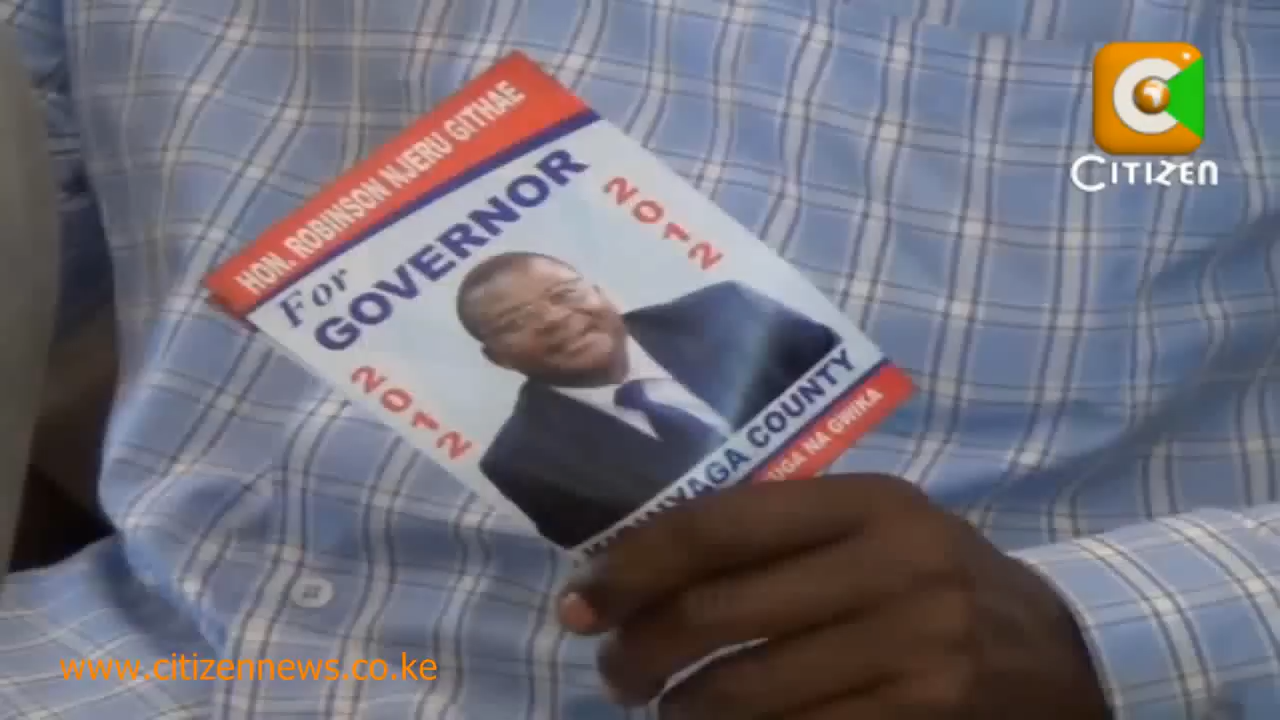 HON. ROBINSON NJERU GITHAE
For
GOVERNOR
2012
2012
COUNTY
NA GWIKA
CITIZEN
www.citizennews.co.ke